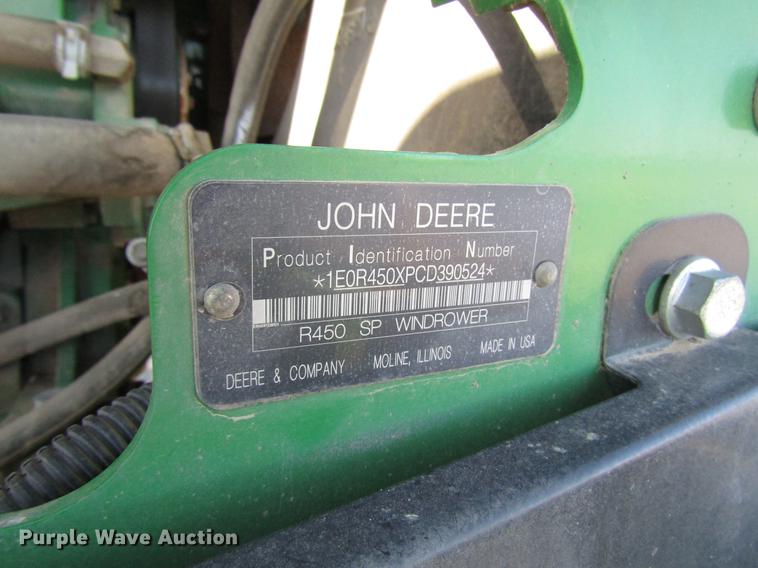 JOHN DEERE
Product Identification Number
*1E0R450XPCD390524*
R450 SP WINDROWER
DEERE & COMPANY MOLINE, ILLINOIS MADE IN USA
Purple Wave Auction